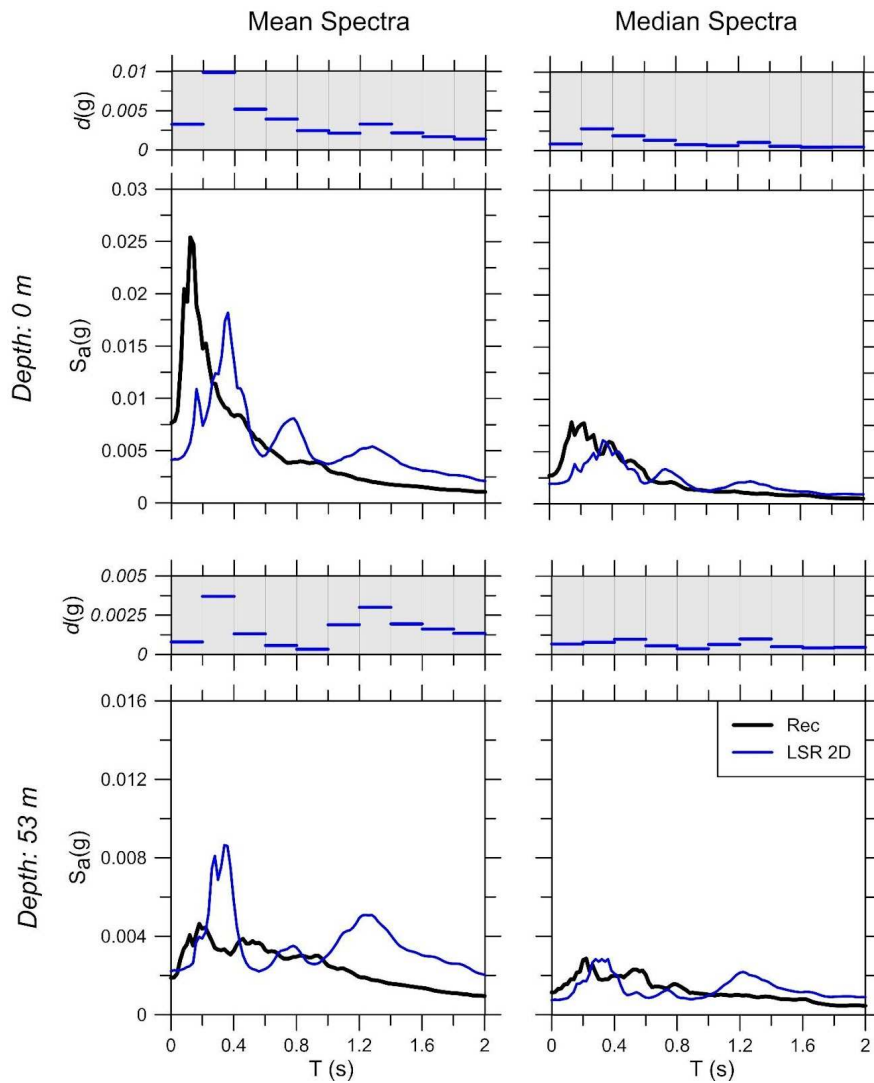 Mean Spectra
Median Spectra
0.01
0.005
0
d(g)
0.03
0.025
0.02
0.015
0.01
0.005
0
Sa(g)
Depth: 0 m
0.005
0.0025
0
d(g)
0.016
0.012
0.008
0.004
0
Sa(g)
Depth: 53 m
Rec
LSR 2D
0 0.4 0.8 1.2 1.6 2
0 0.4 0.8 1.2 1.6 2
T (s)
T (s)